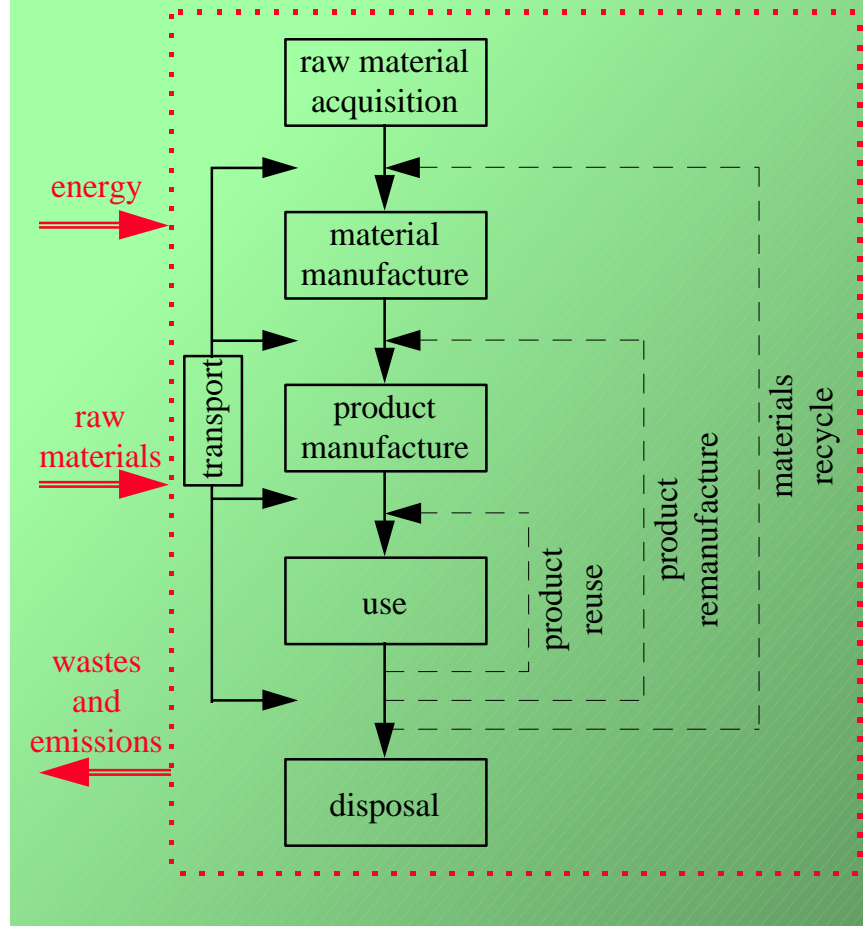 raw material
acquisition
energy
material
manufacture
transport
raw
materials
product
manufacture
materials
recycle
product
remanufacture
product
reuse
use
wastes
and
emissions
disposal